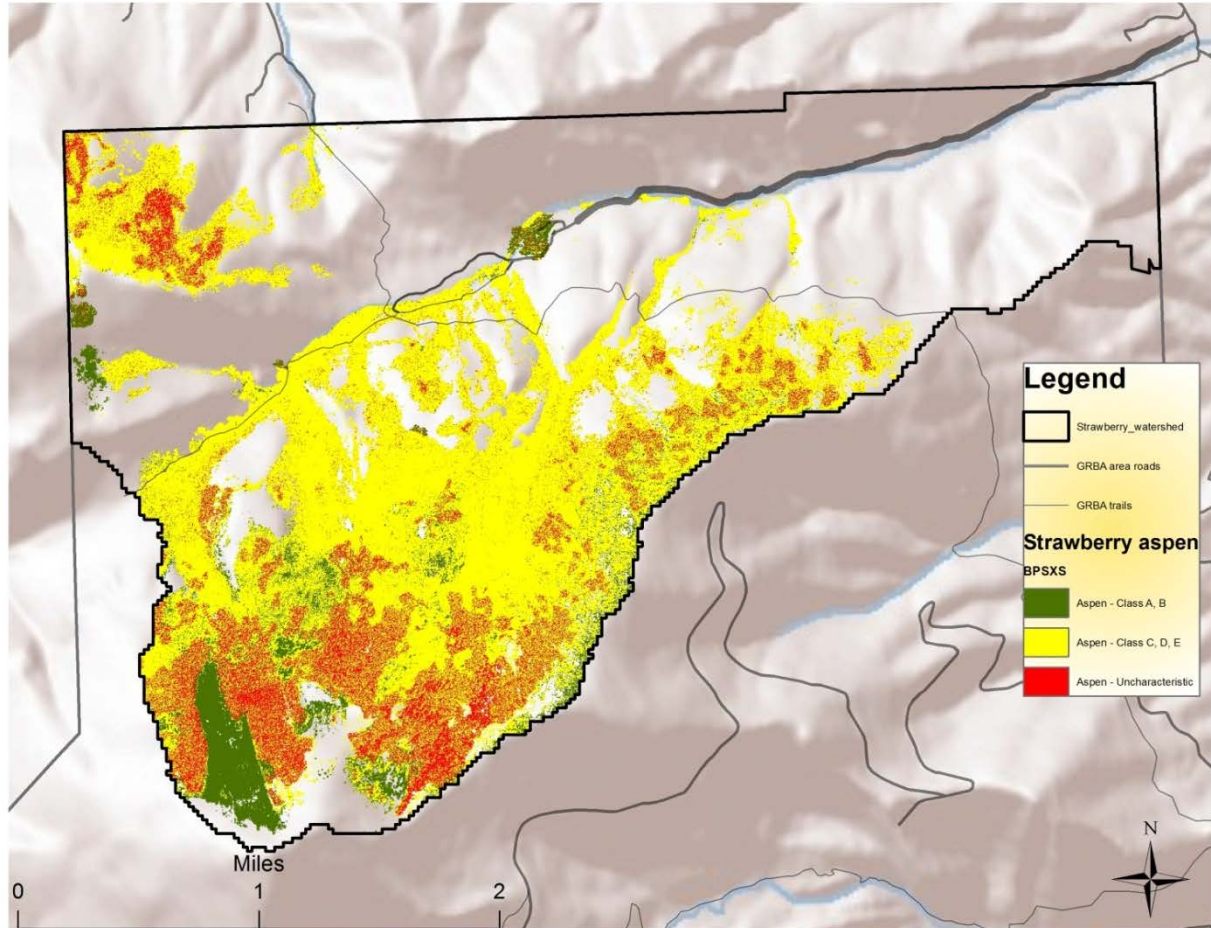 Legend
Strawberry_watershed
GRBA area roads
GRBA trails
Strawberry aspen
BPSXS
Aspen - Class A, B
Aspen - Class C, D, E
Aspen - Uncharacteristic
N
Miles
0 1 2